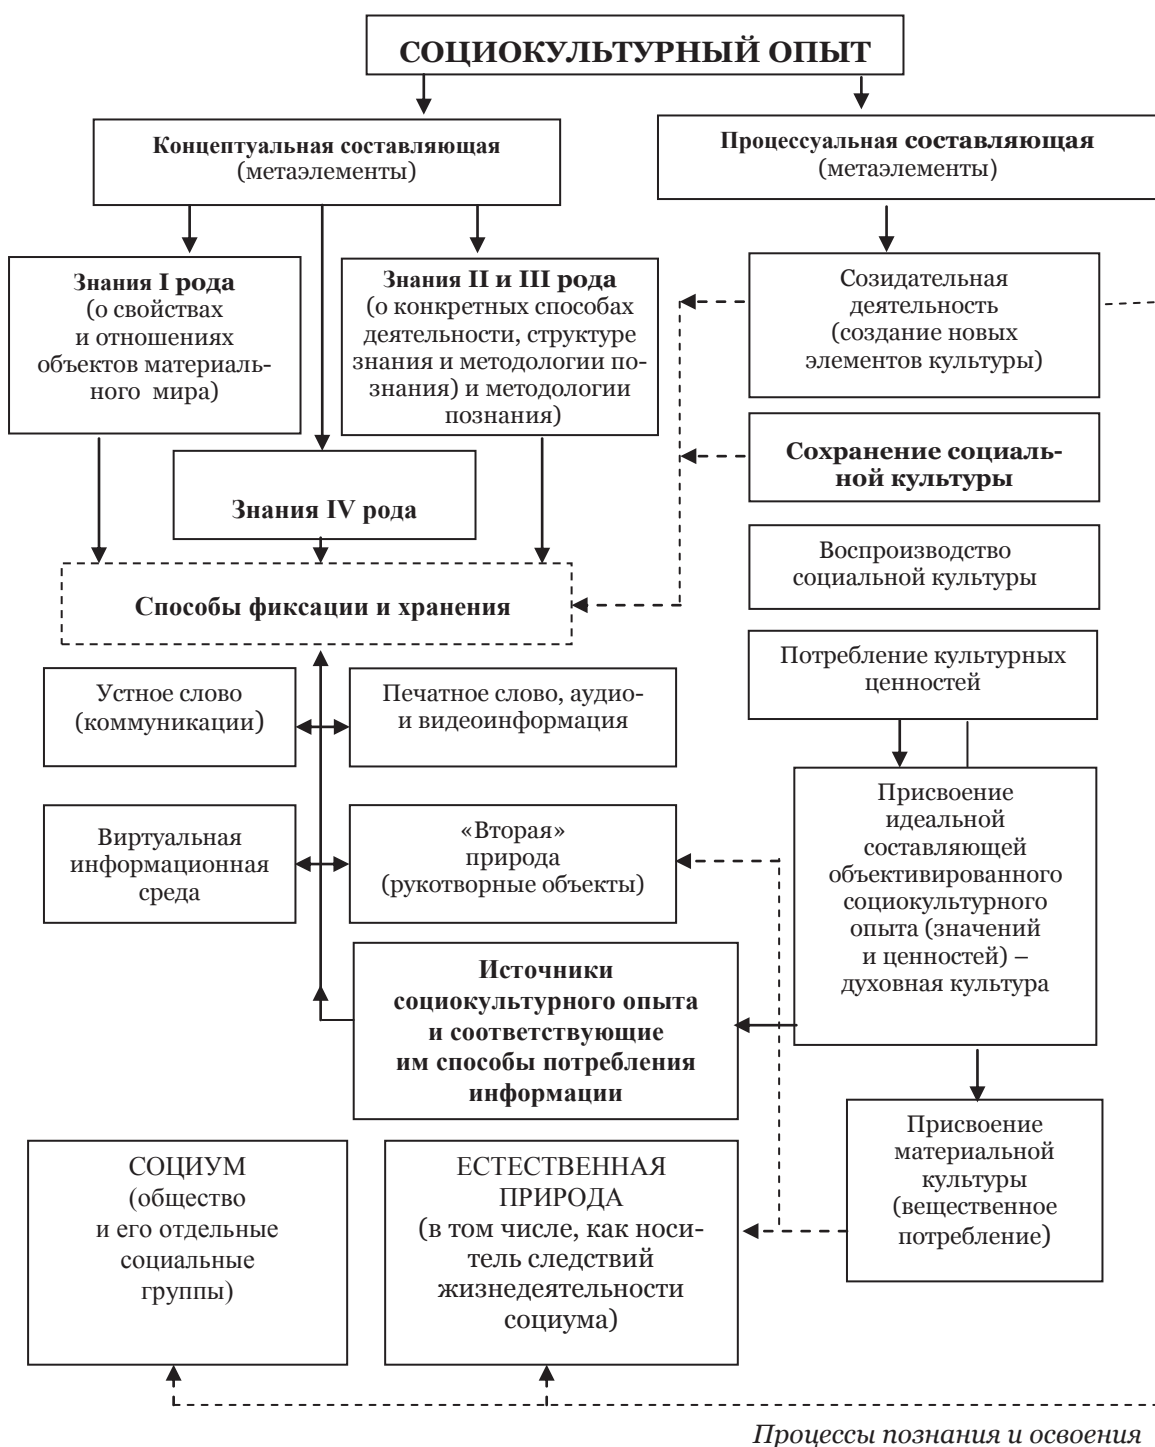 СОЦИОКУЛЬТУРНЫЙ ОПЫТ
Концептуальная составляющая
(метаэлементы)
Процессуальная составляющая
(метаэлементы)
Знания I рода
(о свойствах
и отношениях
объектов материаль-
ного мира)
Знания II и III рода
(о конкретных способах
деятельности, структуре
знания и методологии по-
знания) и методологии
познания)
Созидательная
деятельность
(создание новых
элементов культуры)
Сохранение социаль-
ной культуры
Знания IV рода
Воспроизводство
социальной культуры
Способы фиксации и хранения
Потребление культурных
ценностей
Устное слово
(коммуникации)
Печатное слово, аудио-
и видеоинформация
Присвоение
идеальной
составляющей
объективированного
социокультурного
опыта (значений
и ценностей) –
духовная культура
Виртуальная
информационная
среда
«Вторая»
природа
(рукотворные объекты)
Источники
социокультурного опыта
и соответствующие
им способы потребления
информации
Присвоение
материальной
культуры
(вещественное
потребление)
СОЦИУМ
(общество
и его отдельные
социальные
группы)
ЕСТЕСТВЕННАЯ
ПРИРОДА
(в том числе, как носи-
тель следствий
жизнедеятельности
социума)
Процессы познания и освоения